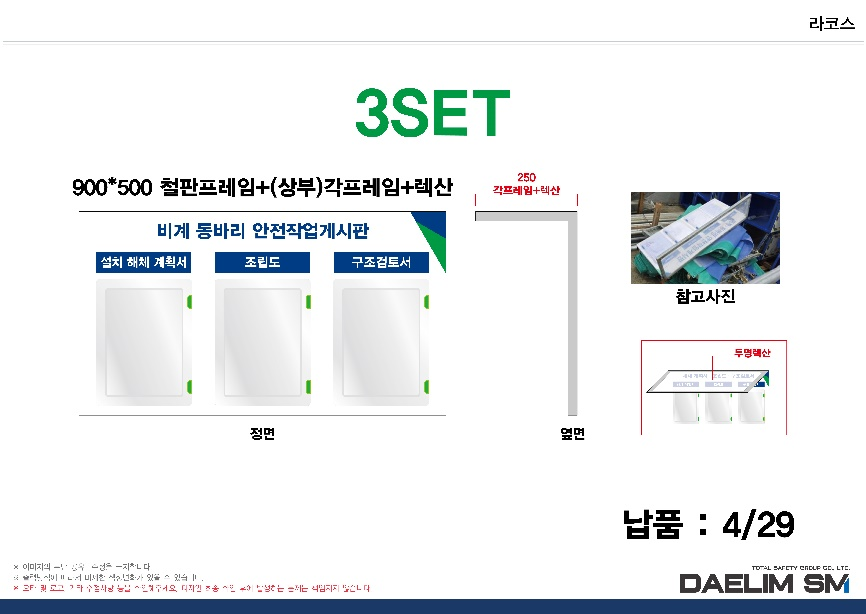 라코스
3SET
900*500 철판프레임+(상부)각프레임+렉산
250
각프레임+렉산
비계 동바리 안전작업게시판
설치 해체 계획서
조립도
구조검토서
참고사진
투명렉산
정면
옆면
납품 : 4/29
TOTAL SAFETY GROUP CO., LTD.
DAELIM SM